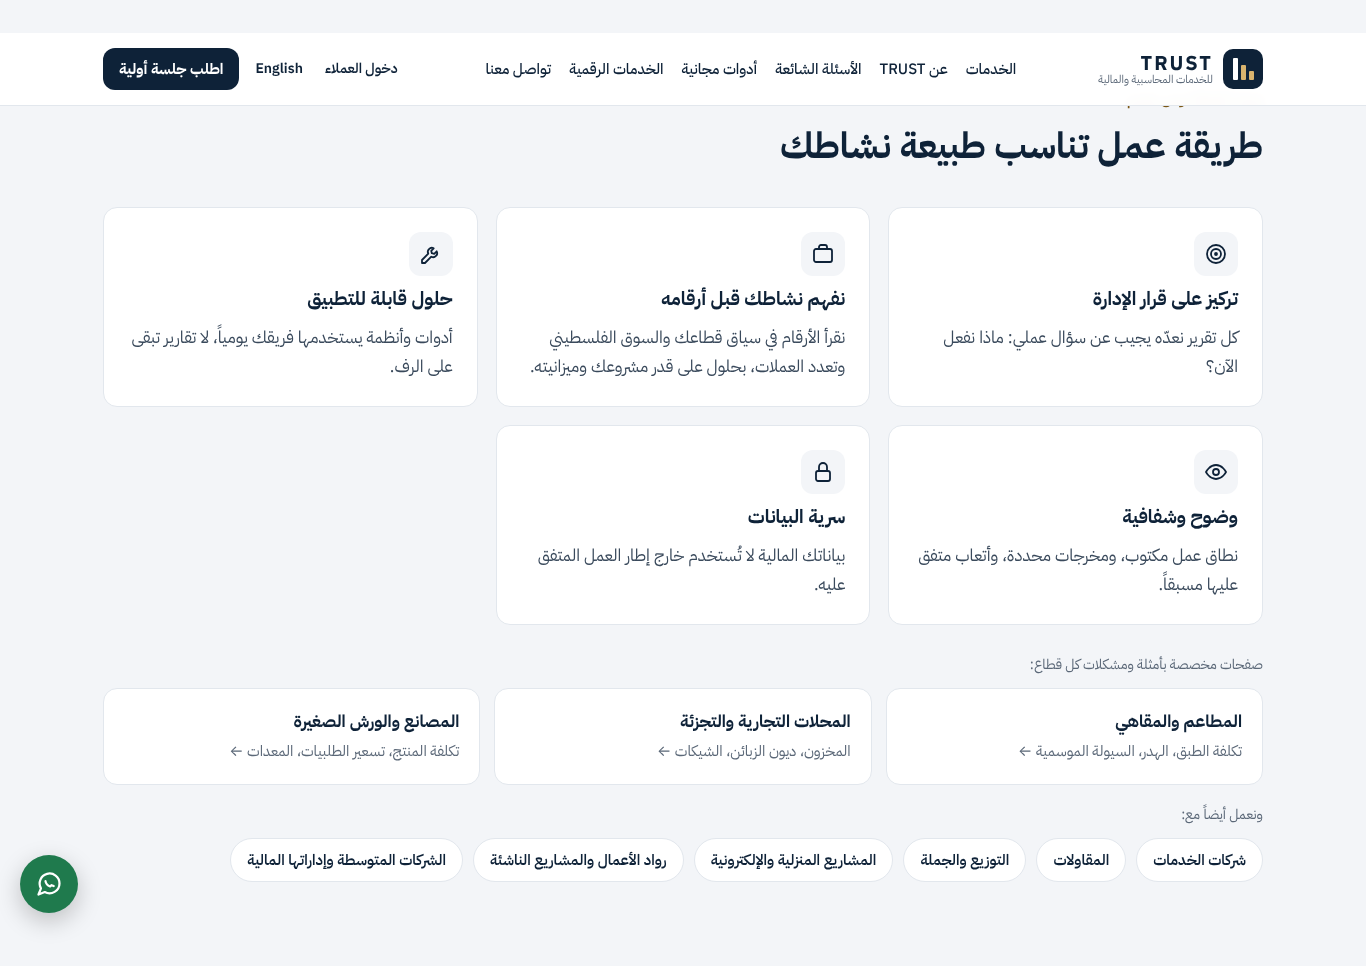 TRUST
للخدمات المحاسبية والمالية
الخدمات
عن TRUST
الأسئلة الشائعة
أدوات مجانية
الخدمات الرقمية
تواصل معنا
دخول العملاء
English
اطلب جلسة أولية
طريقة عمل تناسب طبيعة نشاطك
تركيز على قرار الإدارة
كل تقرير نعدّه يجيب عن سؤال عملي: ماذا نفعل
الآن؟
نفهم نشاطك قبل أرقامه
نقرأ الأرقام في سياق قطاعك والسوق الفلسطيني
وتعدد العملات، بحلول على قدر مشروعك وميزانيته.
حلول قابلة للتطبيق
أدوات وأنظمة يستخدمها فريقك يومياً، لا تقارير تبقى
على الرف.
وضوح وشفافية
نطاق عمل مكتوب، ومخرجات محددة، وأتعاب متفق
عليها مسبقاً.
سرية البيانات
بياناتك المالية لا تُستخدم خارج إطار العمل المتفق
عليه.
صفحات مخصصة بأمثلة ومشكلات كل قطاع:
المطاعم والمقاهي
تكلفة الطبق، الهدر، السيولة الموسمية ←
المحلات التجارية والتجزئة
المخزون، ديون الزبائن، الشيكات ←
المصانع والورش الصغيرة
تكلفة المنتج، تسعير الطلبيات، المعدات ←
ونعمل أيضاً مع:
شركات الخدمات
المقاولات
التوزيع والجملة
المشاريع المنزلية والإلكترونية
رواد الأعمال والمشاريع الناشئة
الشركات المتوسطة وإداراتها المالية